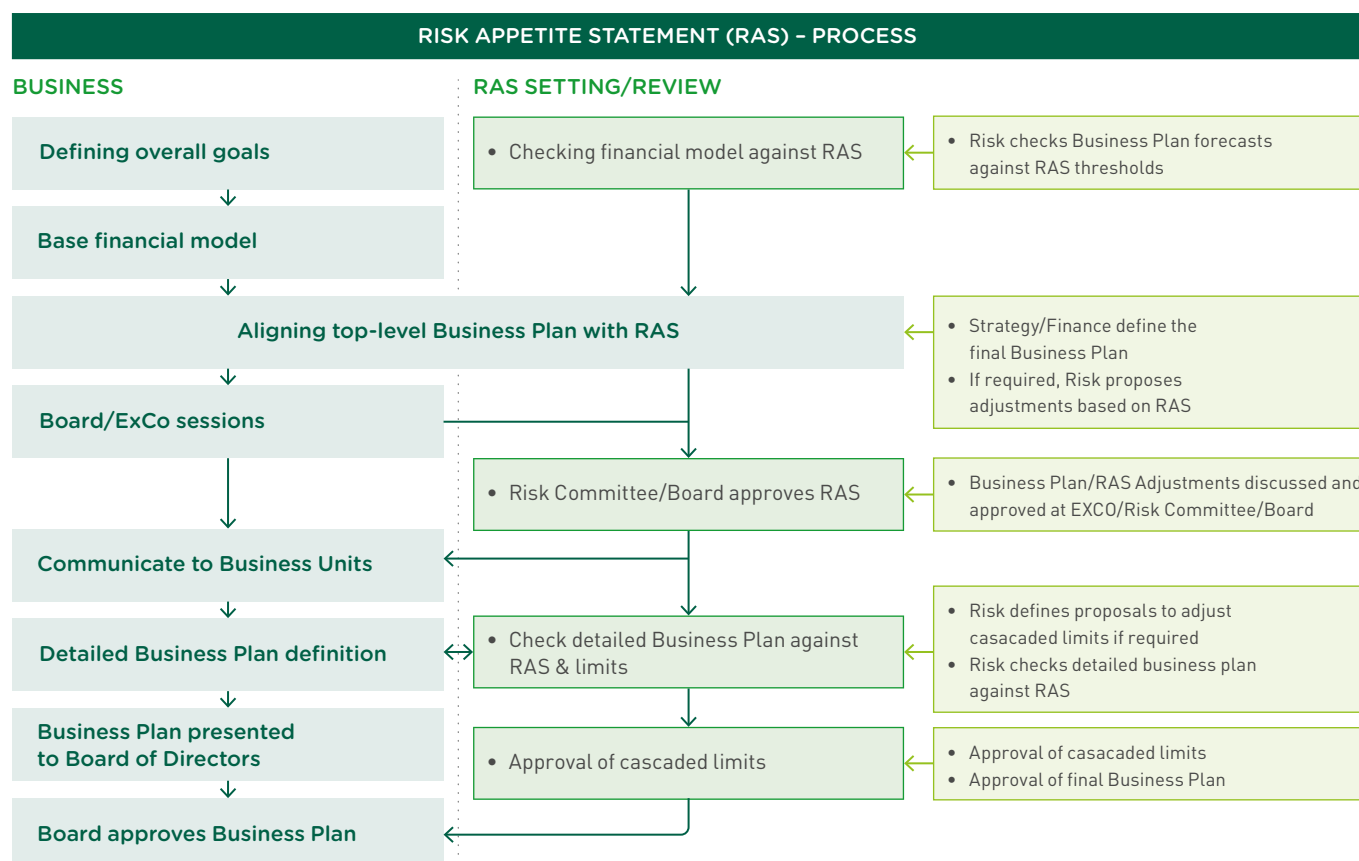 RISK APPETITE STATEMENT (RAS) – PROCESS
BUSINESS
RAS SETTING/REVIEW
Defining overall goals
• Checking financial model against RAS
• Risk checks Business Plan forecasts
against RAS thresholds
Base financial model
Aligning top-level Business Plan with RAS
• Strategy/Finance define the
final Business Plan
• If required, Risk proposes
adjustments based on RAS
Board/ExCo sessions
• Risk Committee/Board approves RAS
• Business Plan/RAS Adjustments discussed and
approved at EXCO/Risk Committee/Board
Communicate to Business Units
Detailed Business Plan definition
• Check detailed Business Plan against
RAS & limits
• Risk defines proposals to adjust
casacaded limits if required
• Risk checks detailed business plan
against RAS
Business Plan presented
to Board of Directors
• Approval of cascaded limits
• Approval of casacaded limits
• Approval of final Business Plan
Board approves Business Plan